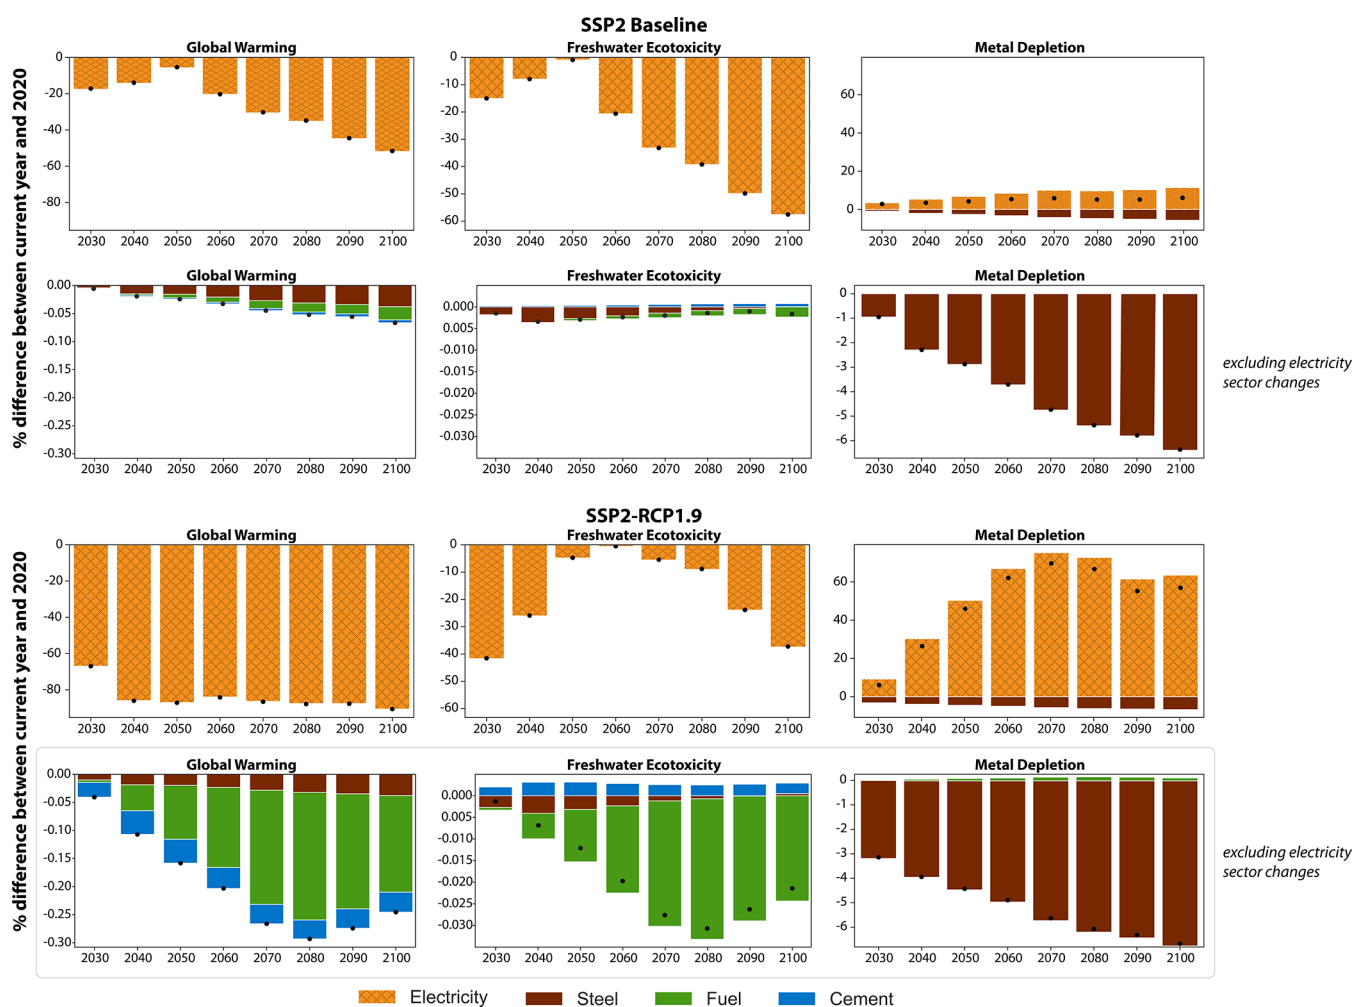 SSP2 Baseline
Global Warming
Freshwater Ecotoxicity
Metal Depletion
% difference between current year and 2020
0
-20
-40
-60
-80
2030 2040 2050 2060 2070 2080 2090 2100
0
-10
-20
-30
-40
-50
-60
2030 2040 2050 2060 2070 2080 2090 2100
60
40
20
0
2030 2040 2050 2060 2070 2080 2090 2100
Global Warming
Freshwater Ecotoxicity
Metal Depletion
0.00
-0.05
-0.10
-0.15
-0.20
-0.25
-0.30
2030 2040 2050 2060 2070 2080 2090 2100
0.000
0.005
-0.010
-0.015
-0.020
-0.023
-0.030
2030 2040 2050 2060 2070 2080 2090 2100
0
-1
-2
-3
-4
-5
-6
2030 2040 2050 2060 2070 2080 2090 2100
excluding electricity
sector changes
SSP2-RCP1.9
Global Warming
Freshwater Ecotoxicity
Metal Depletion
% difference between current year and 2020
0
-20
-40
-60
-80
2030 2040 2050 2060 2070 2080 2090 2100
0
-10
-20
-30
-40
-50
-60
2030 2040 2050 2060 2070 2080 2090 2100
60
40
20
0
2030 2040 2050 2060 2070 2080 2090 2100
Global Warming
Freshwater Ecotoxicity
Metal Depletion
0.00
-0.05
-0.10
-0.15
-0.20
-0.25
-0.30
2030 2040 2050 2060 2070 2080 2090 2100
0.000
0.005
-0.010
-0.015
-0.020
-0.023
-0.030
2030 2040 2050 2060 2070 2080 2090 2100
0
-1
-2
-3
-4
-5
-6
2030 2040 2050 2060 2070 2080 2090 2100
excluding electricity
sector changes
Electricity Steel Fuel Cement